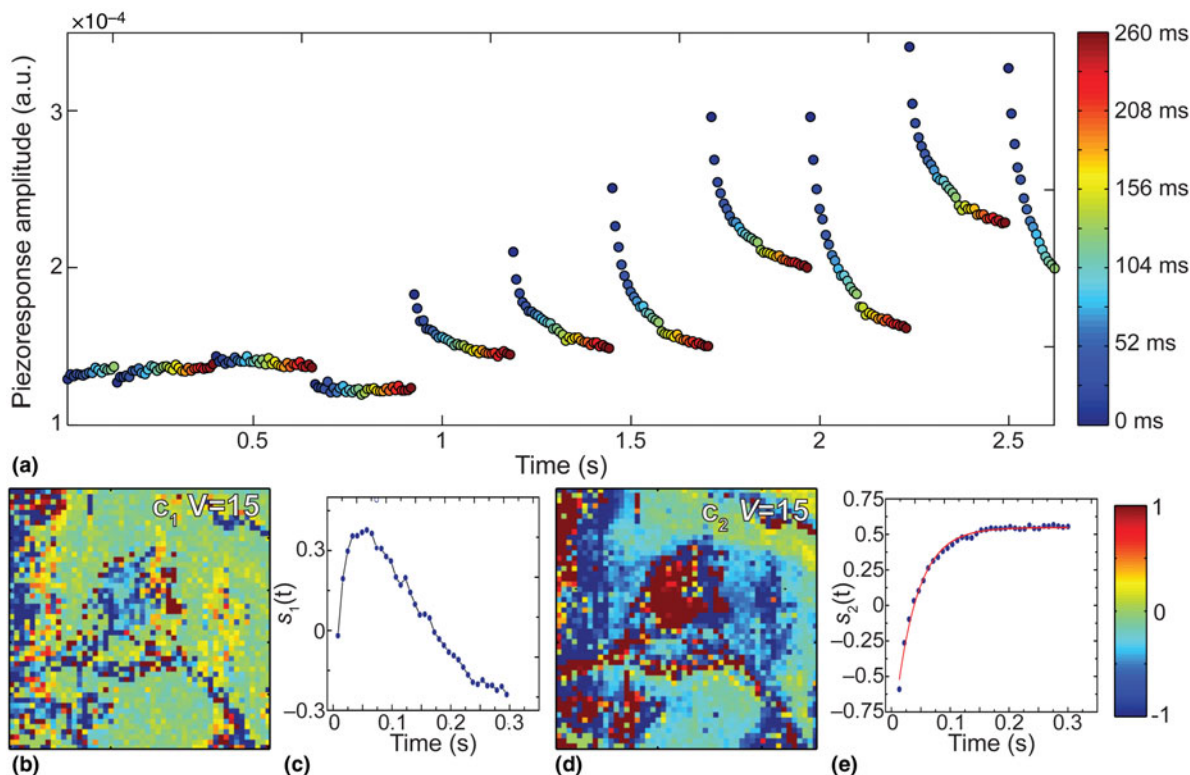 ×10⁻⁴
Piezoresponse amplitude (a.u.)
3
2
1
0.5
1
1.5
2
2.5
Time (s)
260 ms
208 ms
156 ms
104 ms
52 ms
0 ms
(a)
c₁ V=15
(b)
s₁(t)
0.3
0
–0.3
0
0.1
0.2
0.3
Time (s)
(c)
c₂ V=15
(d)
s₂(t)
0.75
0.50
0.25
0
–0.25
–0.50
–0.75
0
0.1
0.2
0.3
Time (s)
(e)
1
0
-1